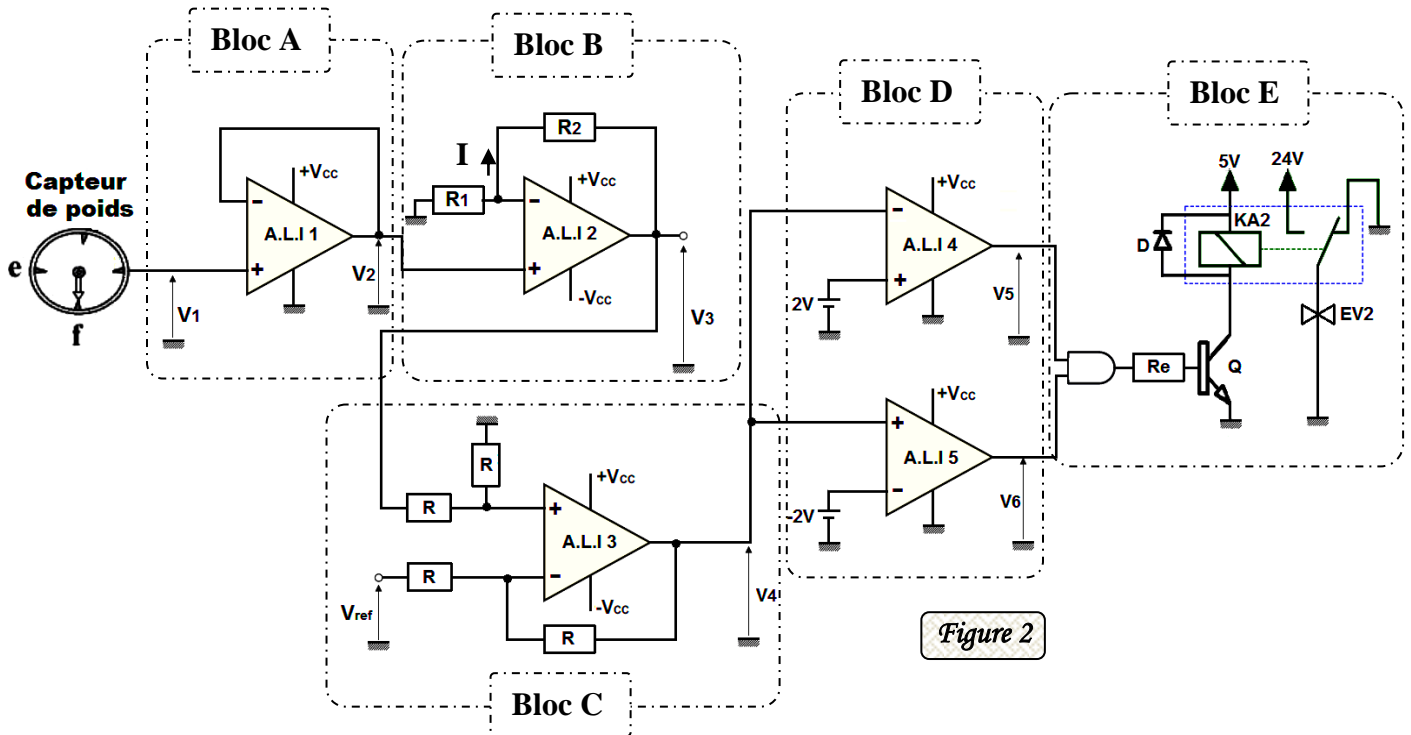 Bloc A
Bloc B
Bloc D
Bloc E
Capteur
de poids
e
f
V1
-
+
+Vcc
A.L.I 1
V2
I
R1
R2
-
+
+Vcc
A.L.I 2
-Vcc
V3
R
R
+
-
+Vcc
A.L.I 3
-Vcc
R
Vref
R
V4
Bloc C
-
+
+Vcc
A.L.I 4
2V
V5
+
-
+Vcc
A.L.I 5
-2V
V6
5V
24V
KA2
D
EV2
Re
Q
Figure 2